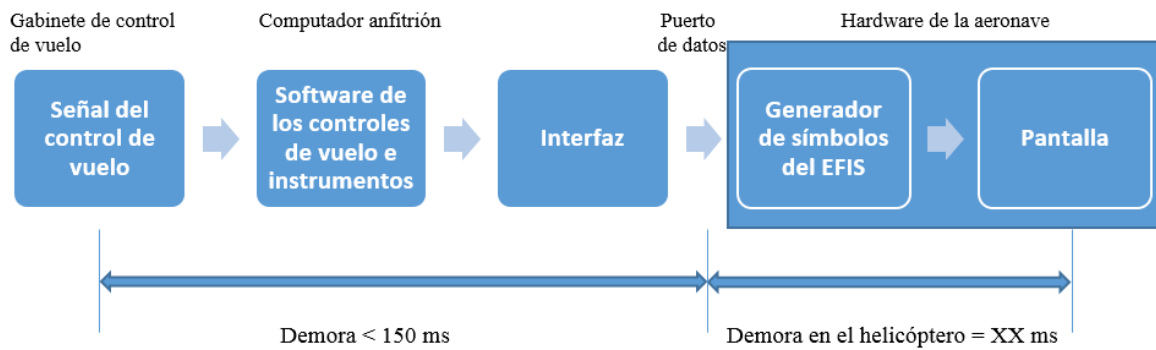 Gabinete de control
de vuelo
Computador anfitrión
Puerto
de datos
Hardware de la aeronave
Señal del
control de
vuelo
Software de
los controles
de vuelo e
instrumentos
Interfaz
Generador
de símbolos
del EFIS
Pantalla
Demora < 150 ms
Demora en el helicóptero = XX ms